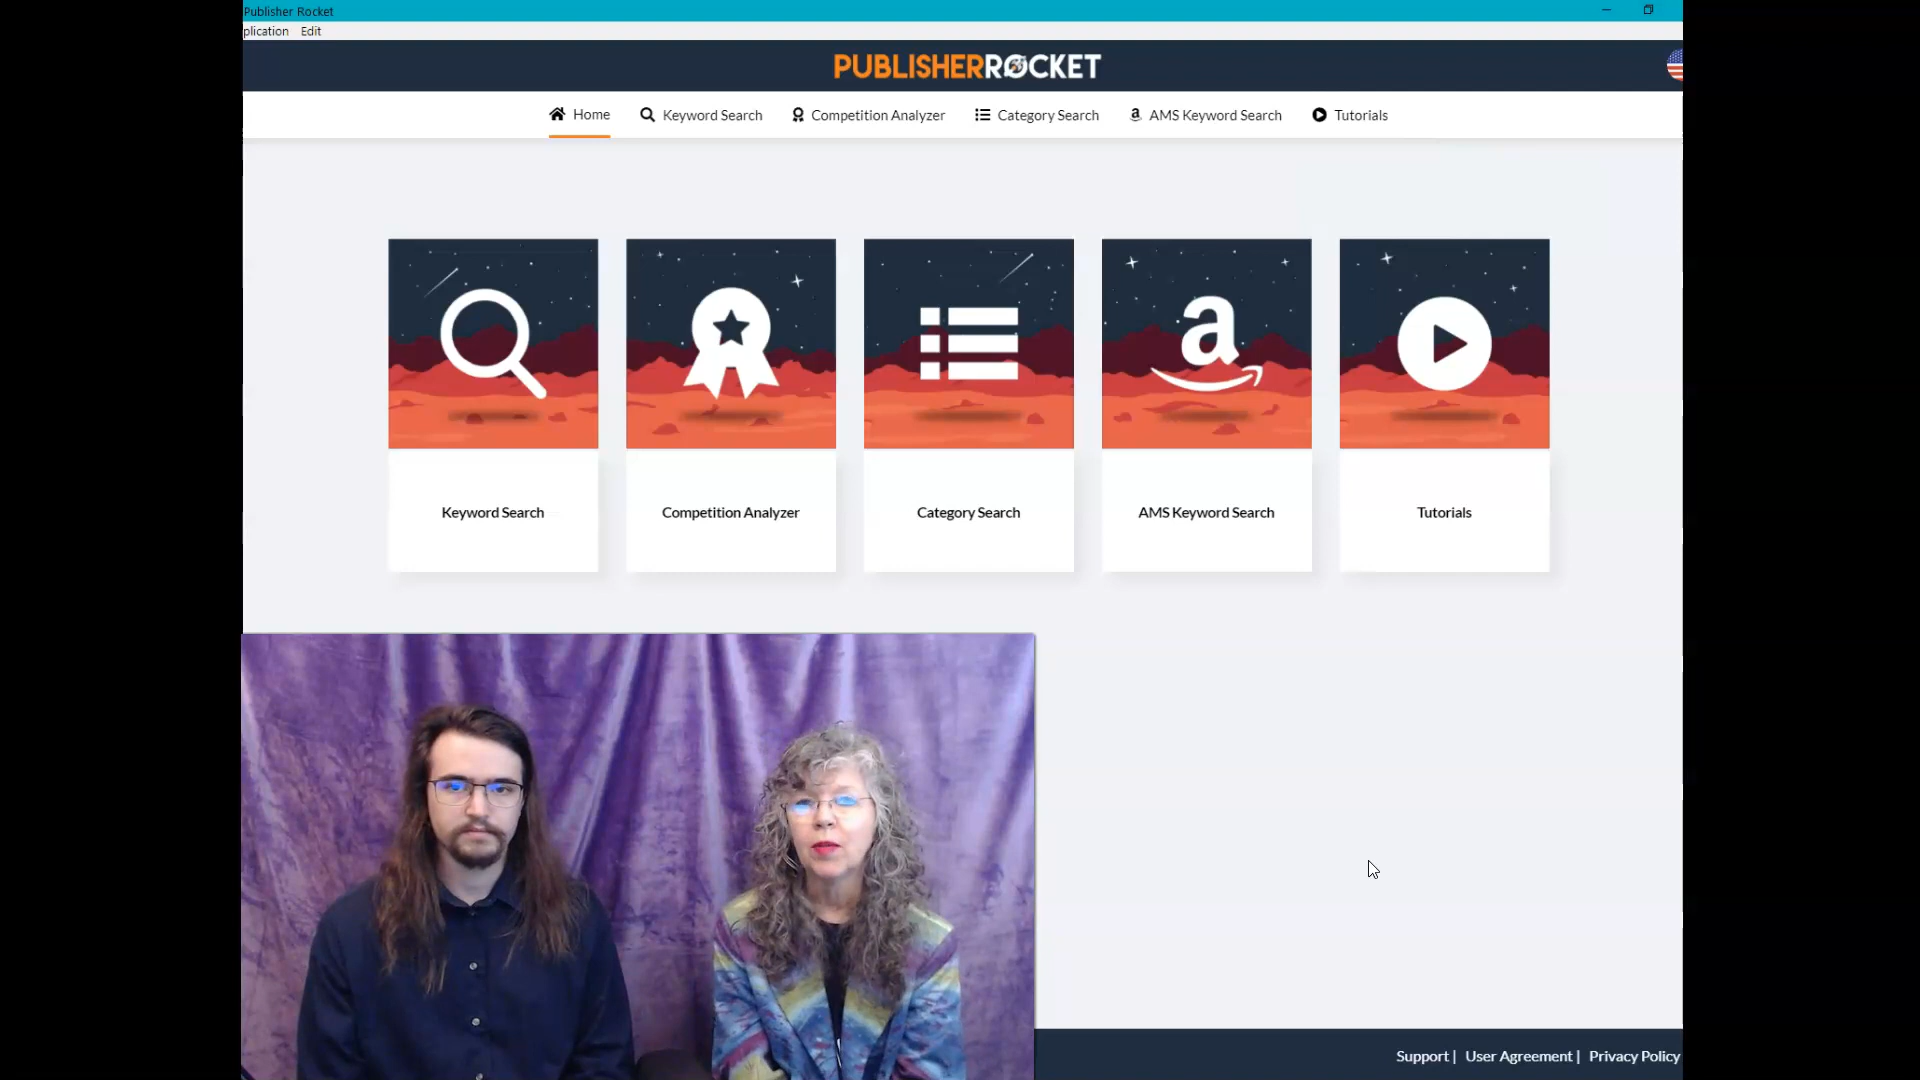 Publisher Rocket
plication Edit
PUBLISHERROCKET
Home Keyword Search Competition Analyzer Category Search AMS Keyword Search Tutorials
Keyword Search Competition Analyzer Category Search AMS Keyword Search Tutorials
Support | User Agreement | Privacy Policy